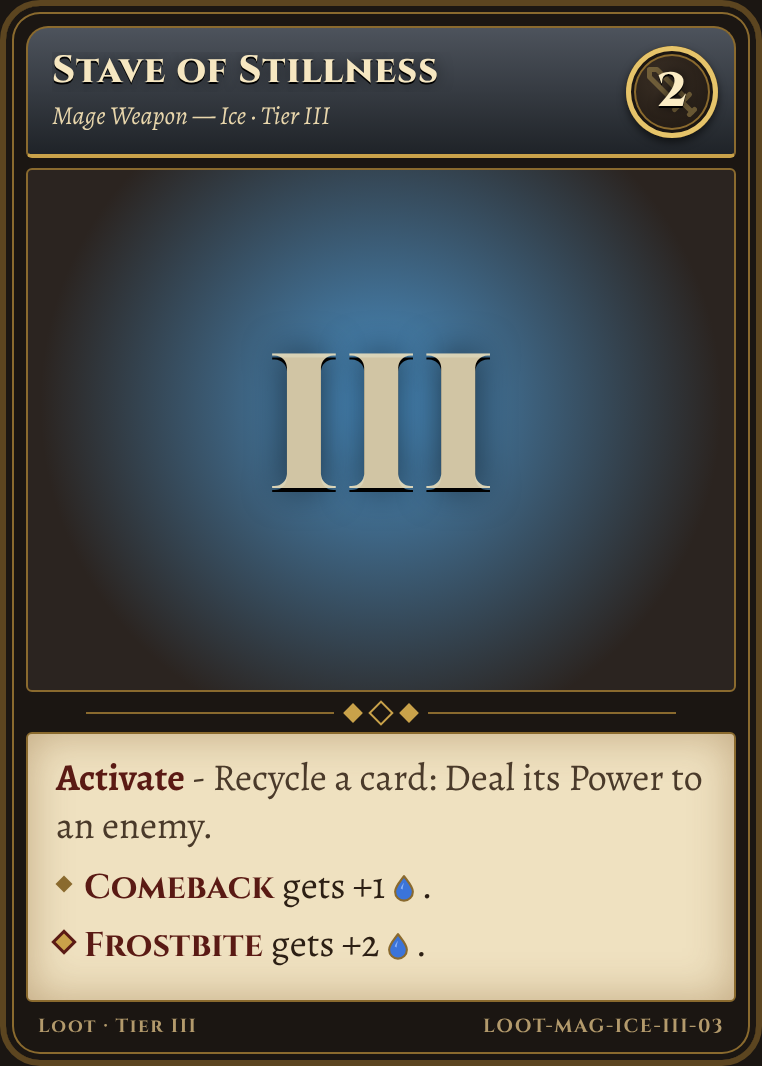 Stave of Stillness
Mage Weapon — Ice · Tier III
2
III
Activate - Recycle a card: Deal its Power to
an enemy.
Comeback gets +1 💧.
Frostbite gets +2 💧.
Loot · Tier III
LOOT-MAG-ICE-III-03